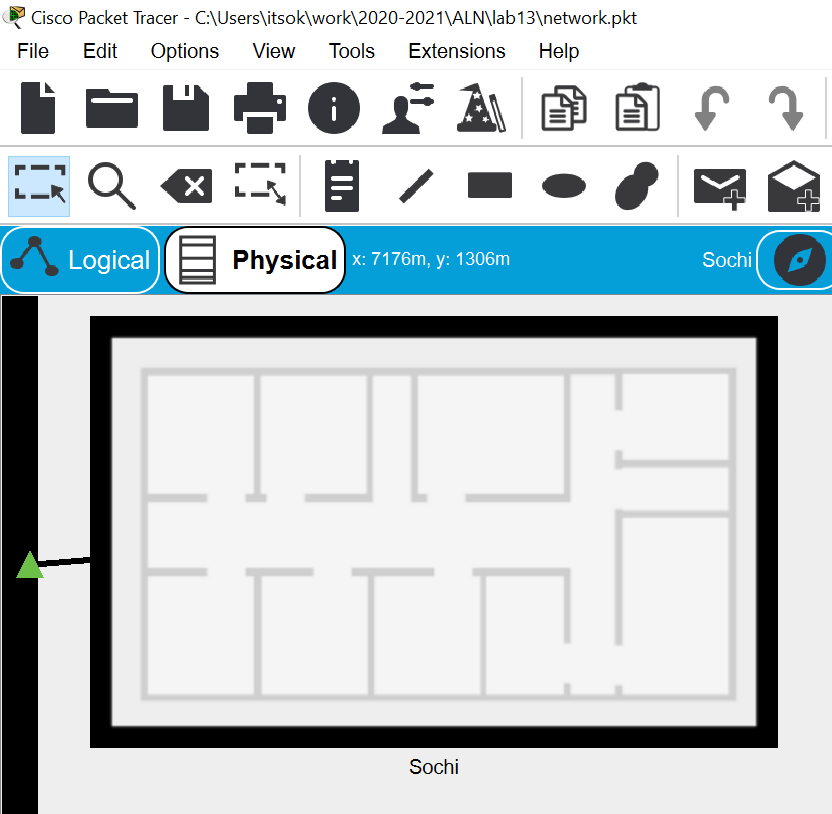 Cisco Packet Tracer - C:\Users\itsok\work\2020-2021\ALN\lab13\network.pkt
File Edit Options View Tools Extensions Help
Logical Physical x: 7176m, y: 1306m Sochi
Sochi